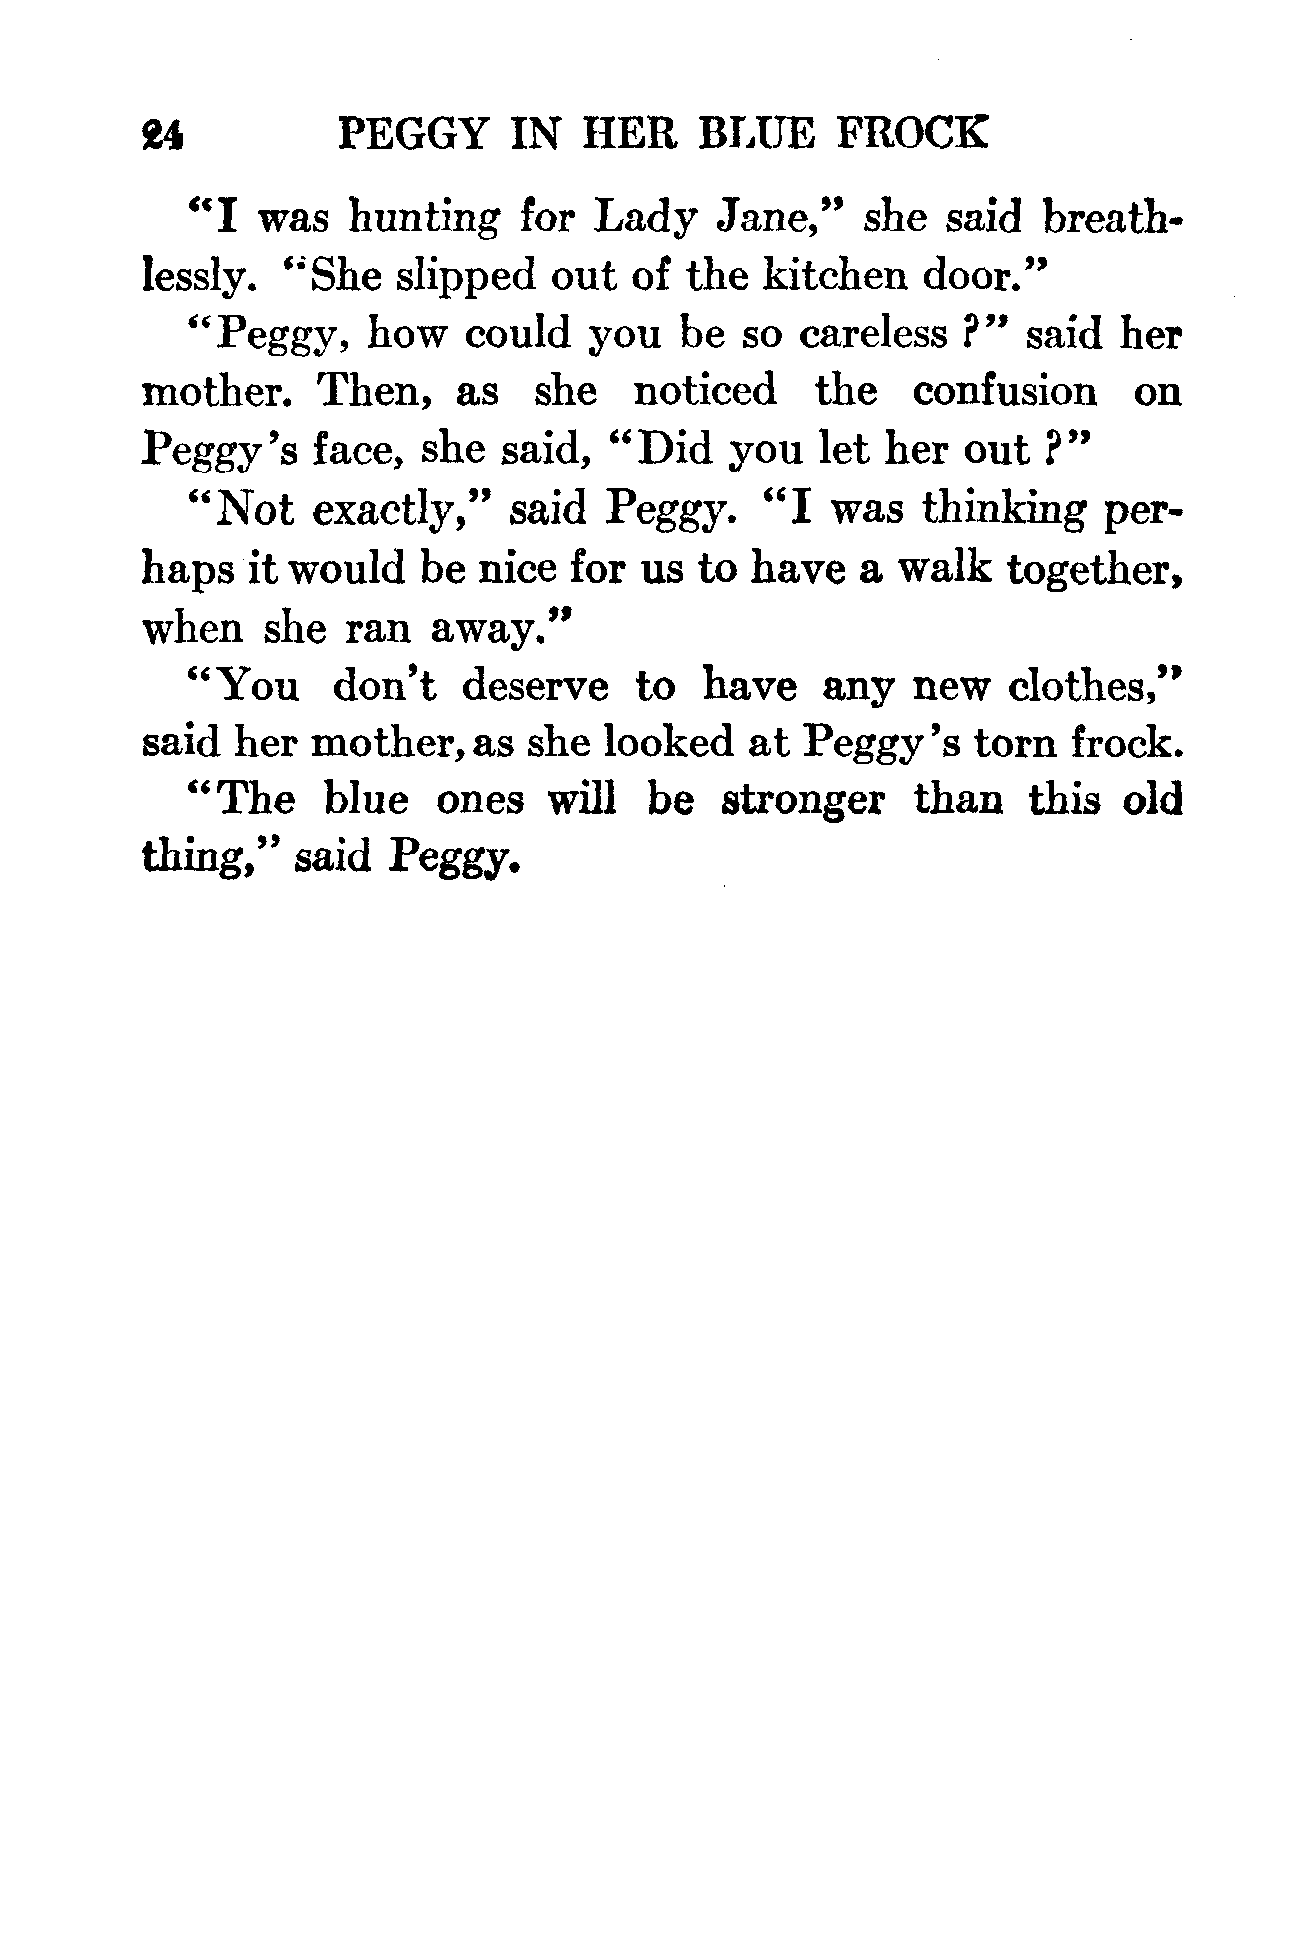 24 PEGGY IN HER BLUE FROCK
“I was hunting for Lady Jane,” she said breath-
lessly. “She slipped out of the kitchen door.”
“Peggy, how could you be so careless ?” said her
mother. Then, as she noticed the confusion on
Peggy’s face, she said, “Did you let her out ?”
“Not exactly,” said Peggy. “I was thinking per-
haps it would be nice for us to have a walk together,
when she ran away.”
“You don’t deserve to have any new clothes,”
said her mother, as she looked at Peggy’s torn frock.
“The blue ones will be stronger than this old
thing,” said Peggy.